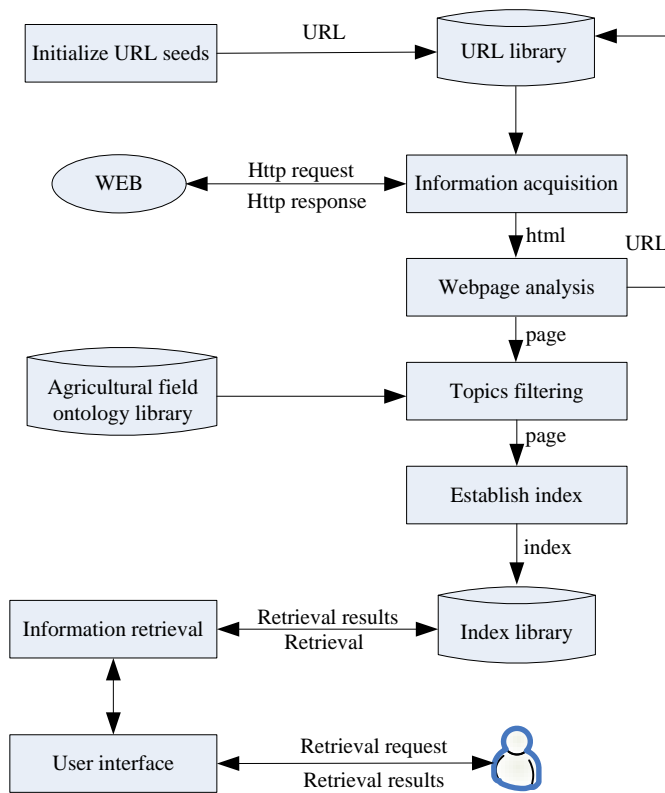 Initialize URL seeds
URL
URL library
WEB
Http request
Http response
Information acquisition
html
URL
Webpage analysis
page
Agricultural field
ontology library
Topics filtering
page
Establish index
index
Information retrieval
Retrieval results
Retrieval
Index library
User interface
Retrieval request
Retrieval results